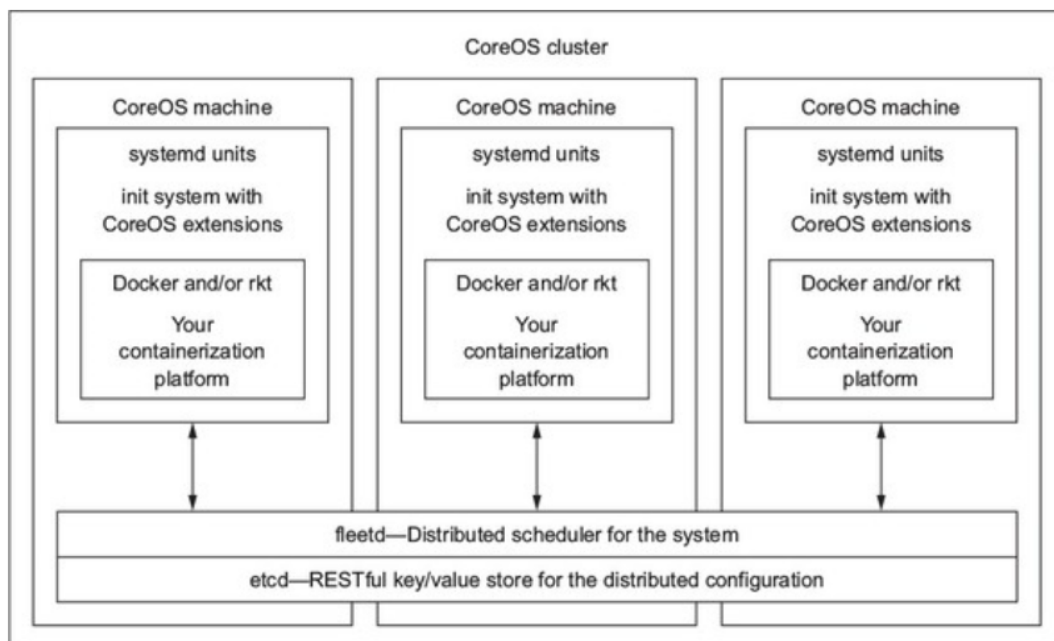 CoreOS cluster
CoreOS machine
systemd units
init system with
CoreOS extensions
Docker and/or rkt
Your
containerization
platform
CoreOS machine
systemd units
init system with
CoreOS extensions
Docker and/or rkt
Your
containerization
platform
CoreOS machine
systemd units
init system with
CoreOS extensions
Docker and/or rkt
Your
containerization
platform
fleetd—Distributed scheduler for the system
etcd—RESTful key/value store for the distributed configuration